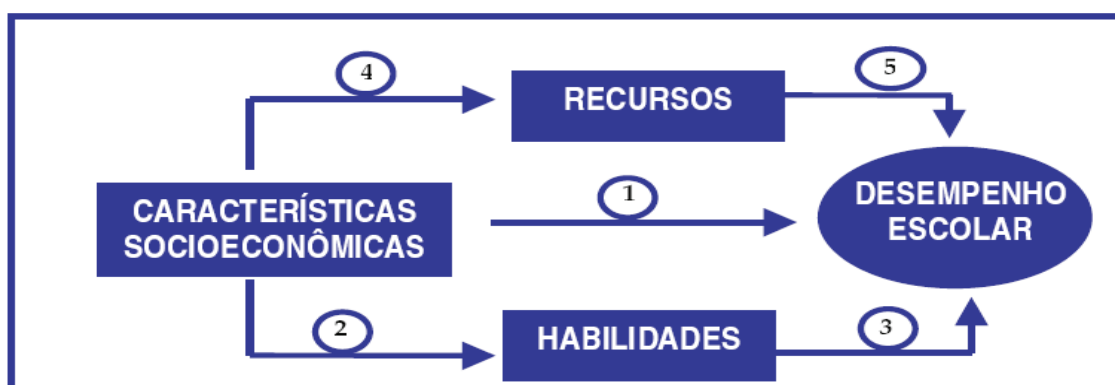 4
5
RECURSOS
1
CARACTERÍSTICAS
SOCIOECONÔMICAS
DESEMPENHO
ESCOLAR
2
HABILIDADES
3